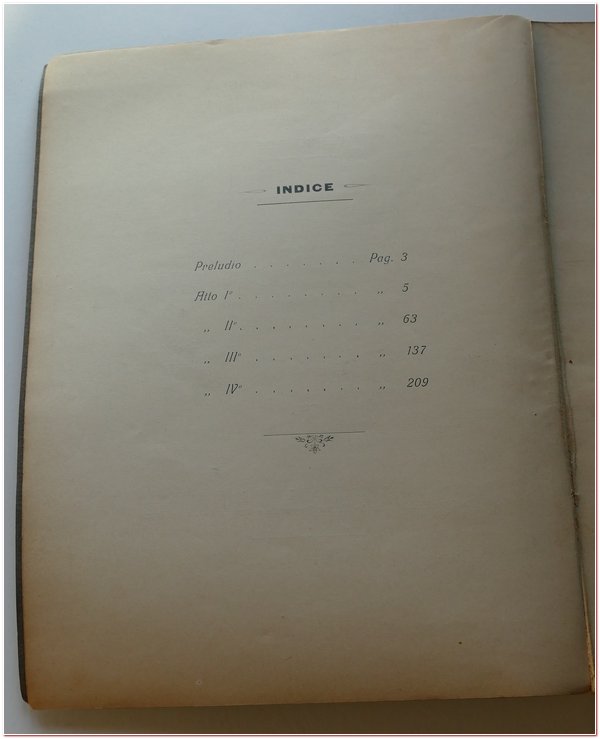 INDICE
Preludio . . . . . . . Pag. 3
Atto I° . . . . . . . . „ 5
„ II° . . . . . . . . „ 63
„ III° . . . . . . . „ 137
„ IV° . . . . . . . „ 209